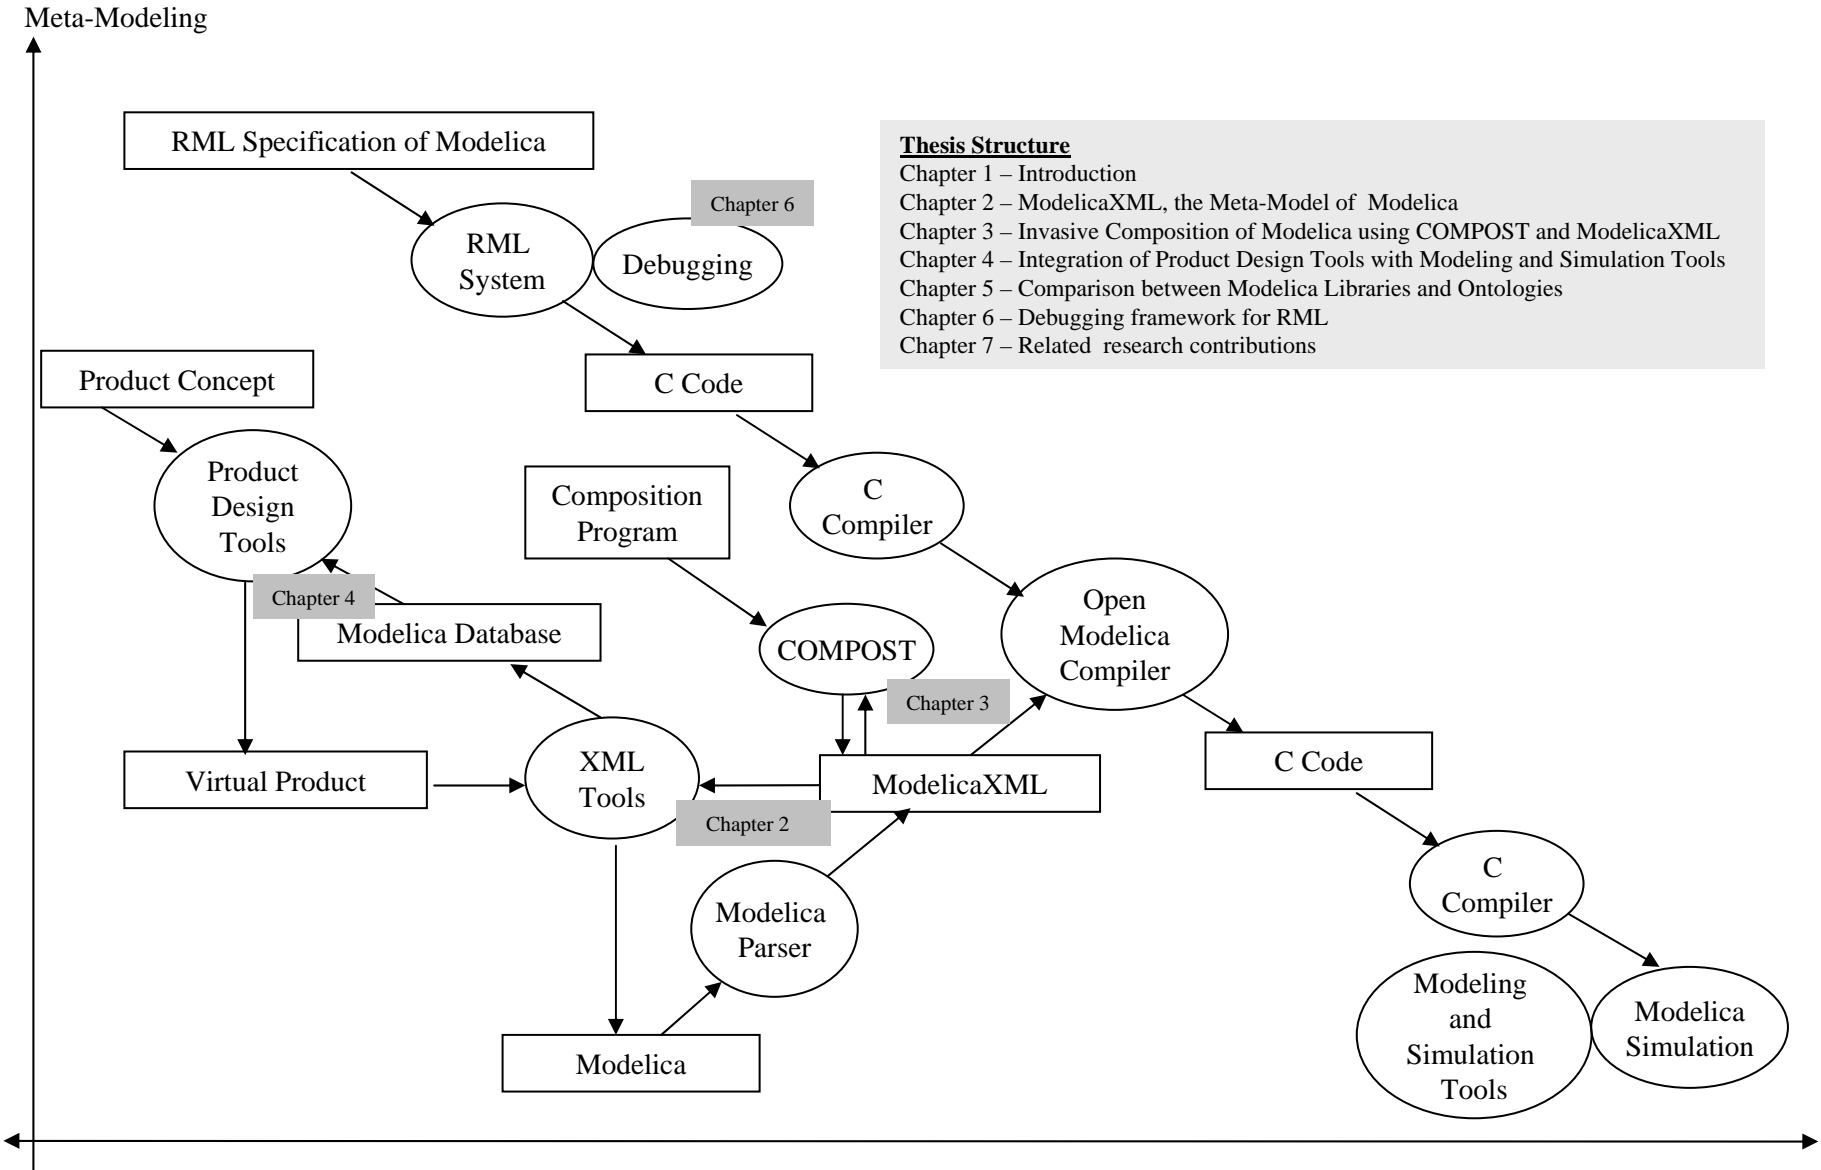 Meta-Modeling
RML Specification of Modelica
Thesis Structure
Chapter 1 – Introduction
Chapter 2 – ModelicaXML, the Meta-Model of Modelica
Chapter 3 – Invasive Composition of Modelica using COMPOST and ModelicaXML
Chapter 4 – Integration of Product Design Tools with Modeling and Simulation Tools
Chapter 5 – Comparison between Modelica Libraries and Ontologies
Chapter 6 – Debugging framework for RML
Chapter 7 – Related research contributions
Chapter 6
RML
System
Debugging
Product Concept
C Code
Product
Design
Tools
Composition
Program
C
Compiler
Chapter 4
Modelica Database
COMPOST
Open
Modelica
Compiler
Chapter 3
Virtual Product
XML
Tools
ModelicaXML
C Code
Chapter 2
Modelica
Parser
C
Compiler
Modelica
Modeling
and
Simulation
Tools
Modelica
Simulation